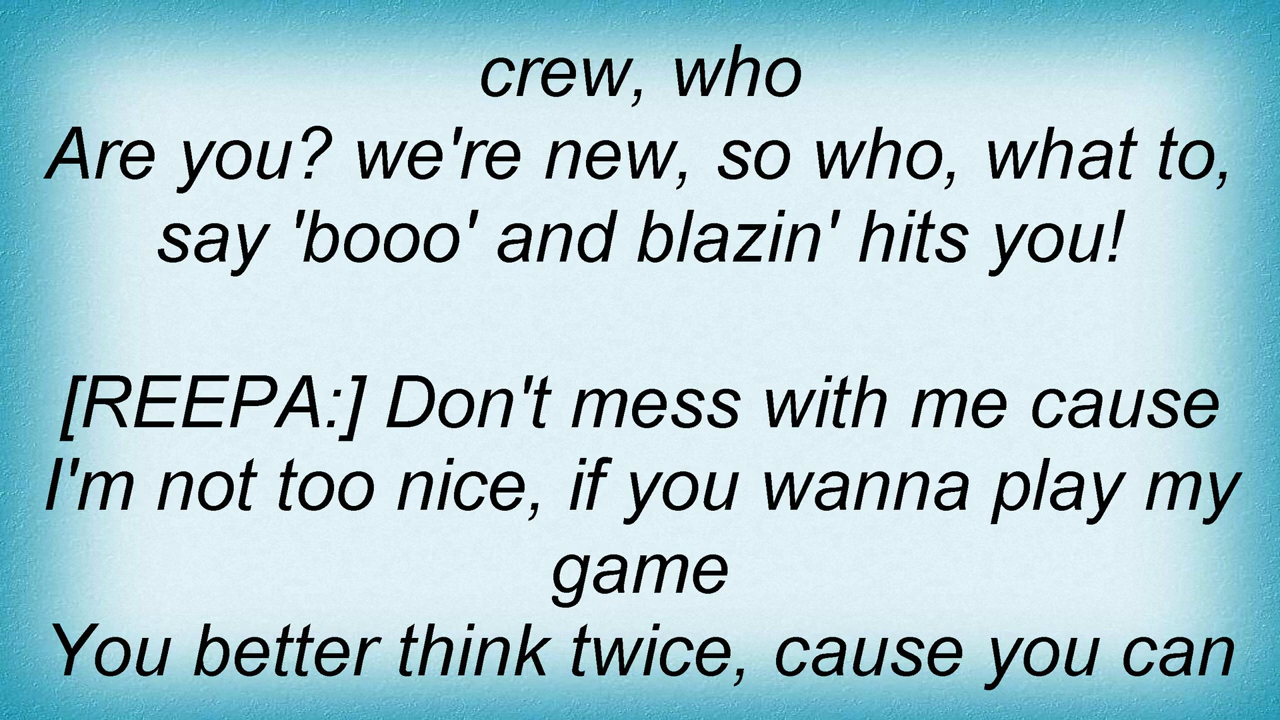 crew, who
Are you? we're new, so who, what to,
say 'booo' and blazin' hits you!
[REEPA:] Don't mess with me cause
I'm not too nice, if you wanna play my
game
You better think twice, cause you can